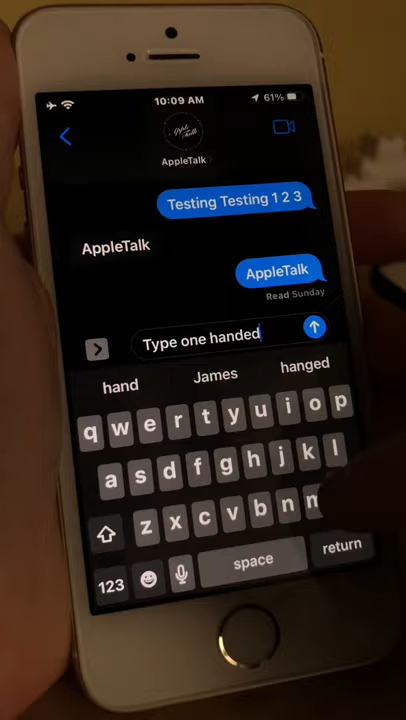 10:09 AM
61%
AppleTalk
Testing Testing 1 2 3
AppleTalk
AppleTalk
Read Sunday
Type one handed
hand James hanged
q w e r t y u i o p
a s d f g h j k l
z x c v b n m
123 space return